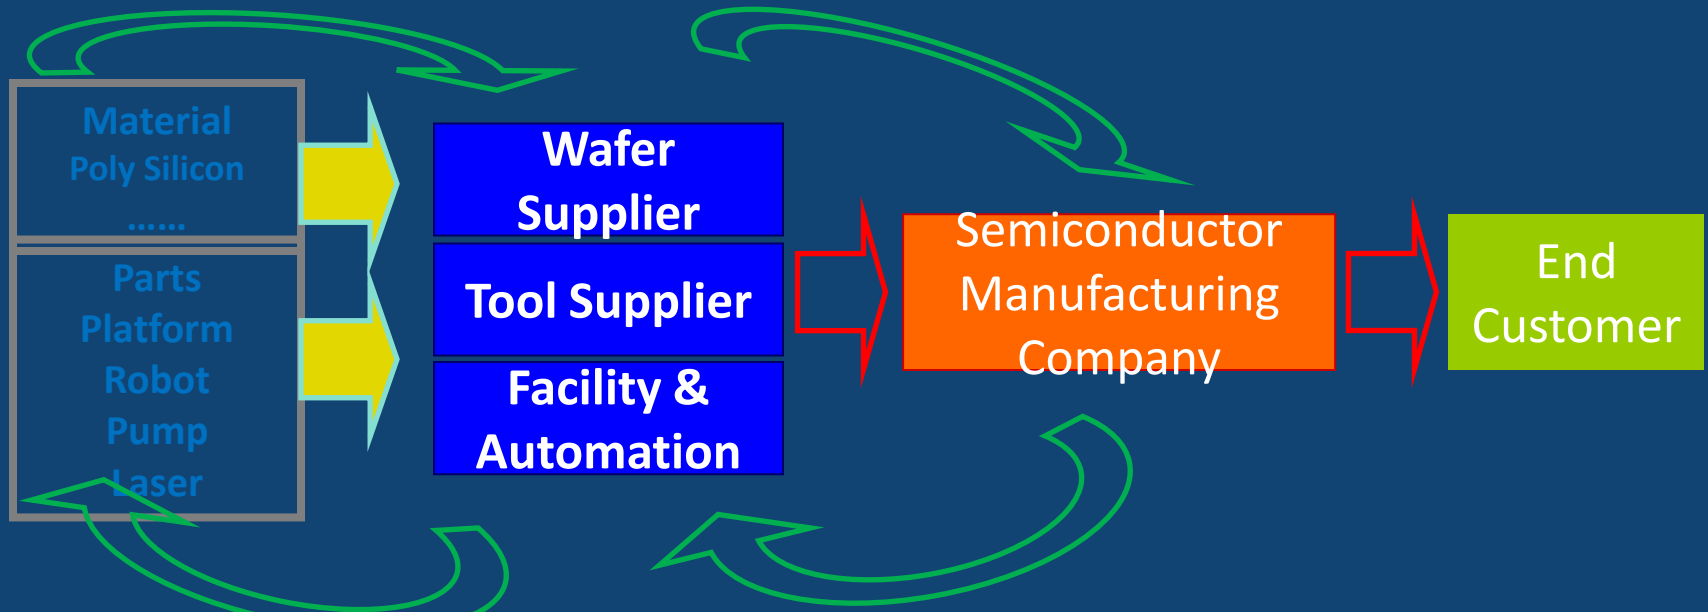 Material
Poly Silicon
......
Parts
Platform
Robot
Pump
Laser
Wafer
Supplier
Tool Supplier
Facility &
Automation
Semiconductor
Manufacturing
Company
End
Customer